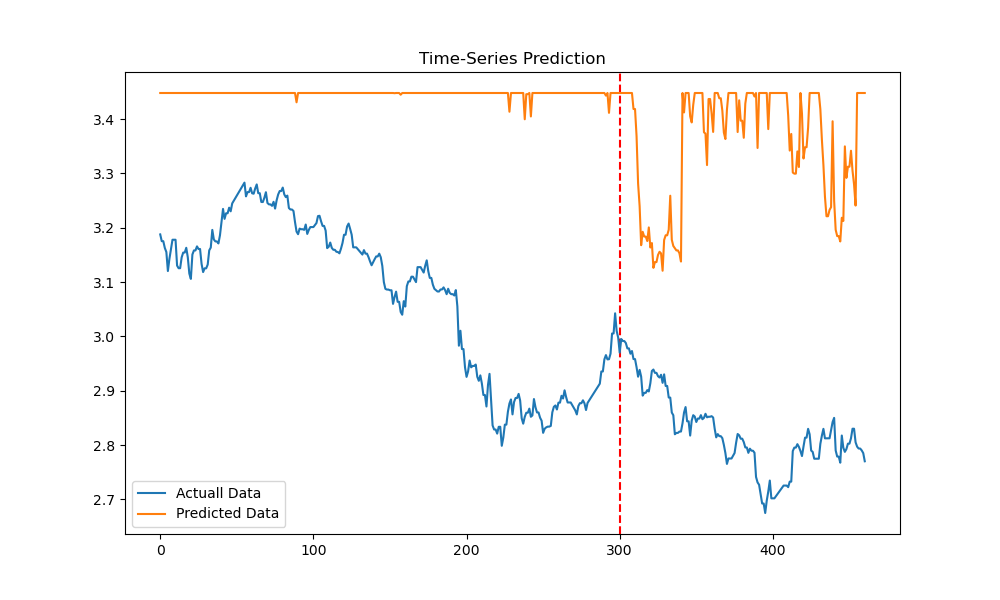 Time-Series Prediction
3.4
3.3
3.2
3.1
3.0
2.9
2.8
2.7
Actuall Data
Predicted Data
0 100 200 300 400